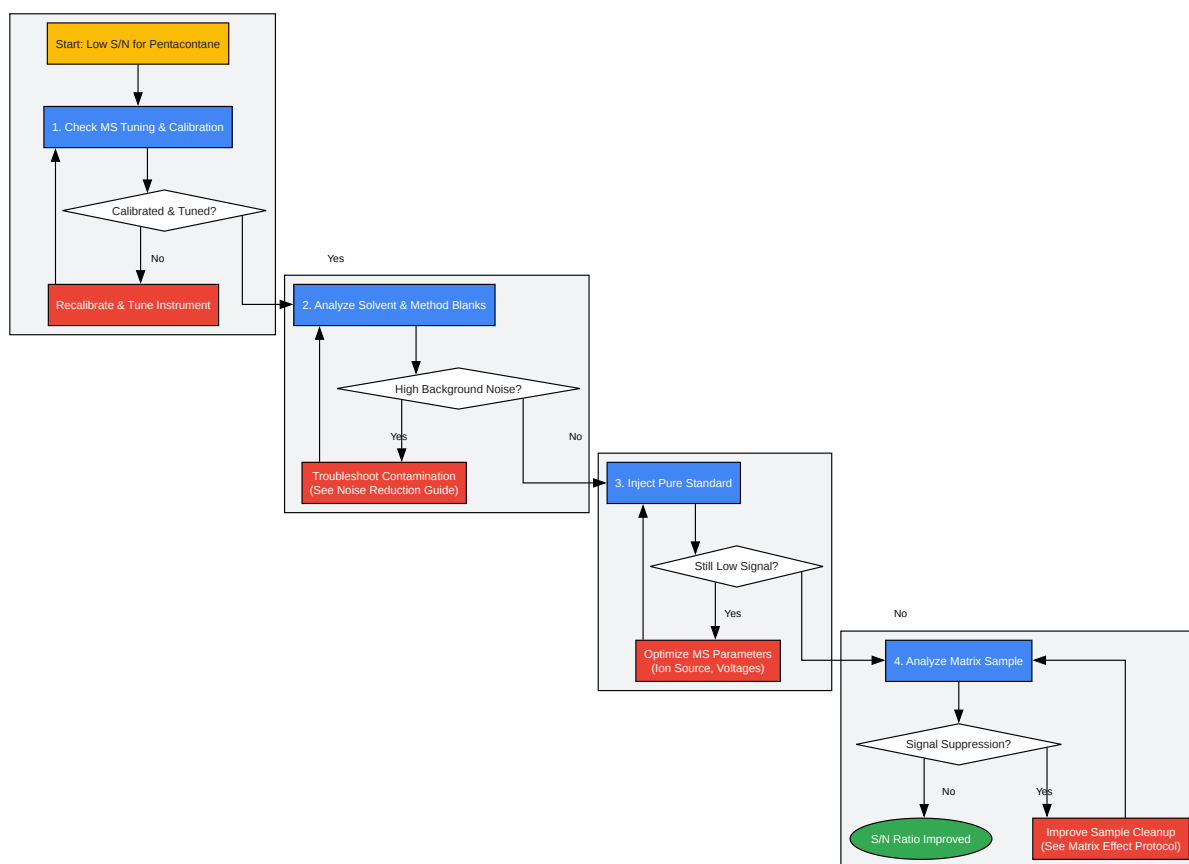 Start: Low S/N for Pentacontane
1. Check MS Tuning & Calibration
Calibrated & Tuned?
No
Yes
Recalibrate & Tune Instrument
2. Analyze Solvent & Method Blanks
High Background Noise?
Yes
No
Troubleshoot Contamination
(See Noise Reduction Guide)
3. Inject Pure Standard
Still Low Signal?
Yes
No
Optimize MS Parameters
(Ion Source, Voltages)
4. Analyze Matrix Sample
Signal Suppression?
No
Yes
S/N Ratio Improved
Improve Sample Cleanup
(See Matrix Effect Protocol)